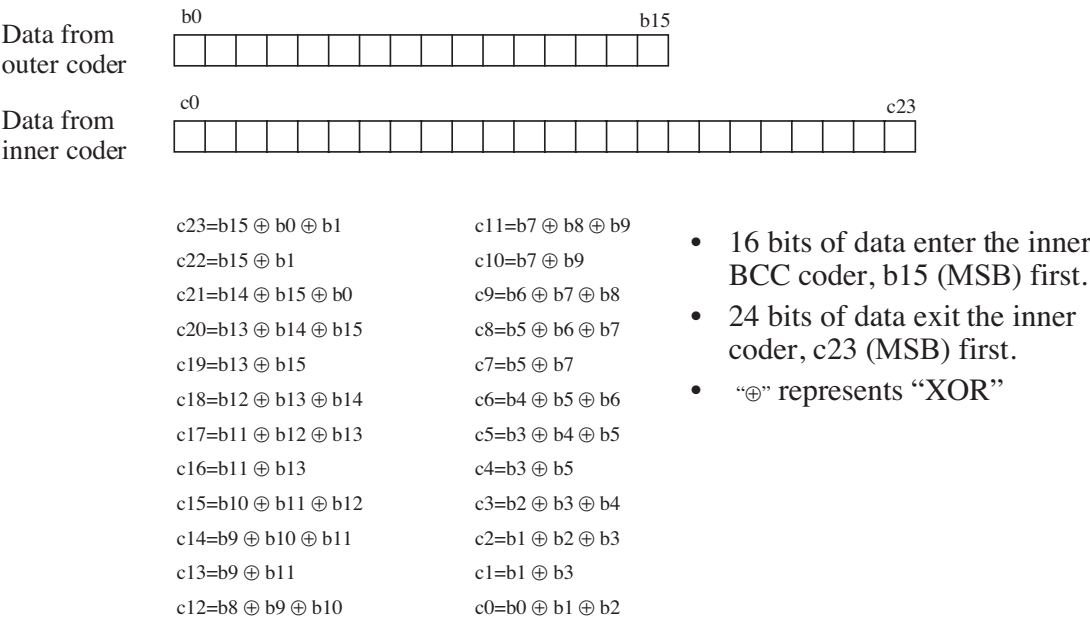 b0
b15
Data from
outer coder
c0
c23
Data from
inner coder
c23=b15 ⊕ b0 ⊕ b1
c22=b15 ⊕ b1
c21=b14 ⊕ b15 ⊕ b0
c20=b13 ⊕ b14 ⊕ b15
c19=b13 ⊕ b15
c18=b12 ⊕ b13 ⊕ b14
c17=b11 ⊕ b12 ⊕ b13
c16=b11 ⊕ b13
c15=b10 ⊕ b11 ⊕ b12
c14=b9 ⊕ b10 ⊕ b11
c13=b9 ⊕ b11
c12=b8 ⊕ b9 ⊕ b10
c11=b7 ⊕ b8 ⊕ b9
c10=b7 ⊕ b9
c9=b6 ⊕ b7 ⊕ b8
c8=b5 ⊕ b6 ⊕ b7
c7=b5 ⊕ b7
c6=b4 ⊕ b5 ⊕ b6
c5=b3 ⊕ b4 ⊕ b5
c4=b3 ⊕ b5
c3=b2 ⊕ b3 ⊕ b4
c2=b1 ⊕ b2 ⊕ b3
c1=b1 ⊕ b3
c0=b0 ⊕ b1 ⊕ b2
• 16 bits of data enter the inner
BCC coder, b15 (MSB) first.
• 24 bits of data exit the inner
coder, c23 (MSB) first.
• “⊕” represents “XOR”